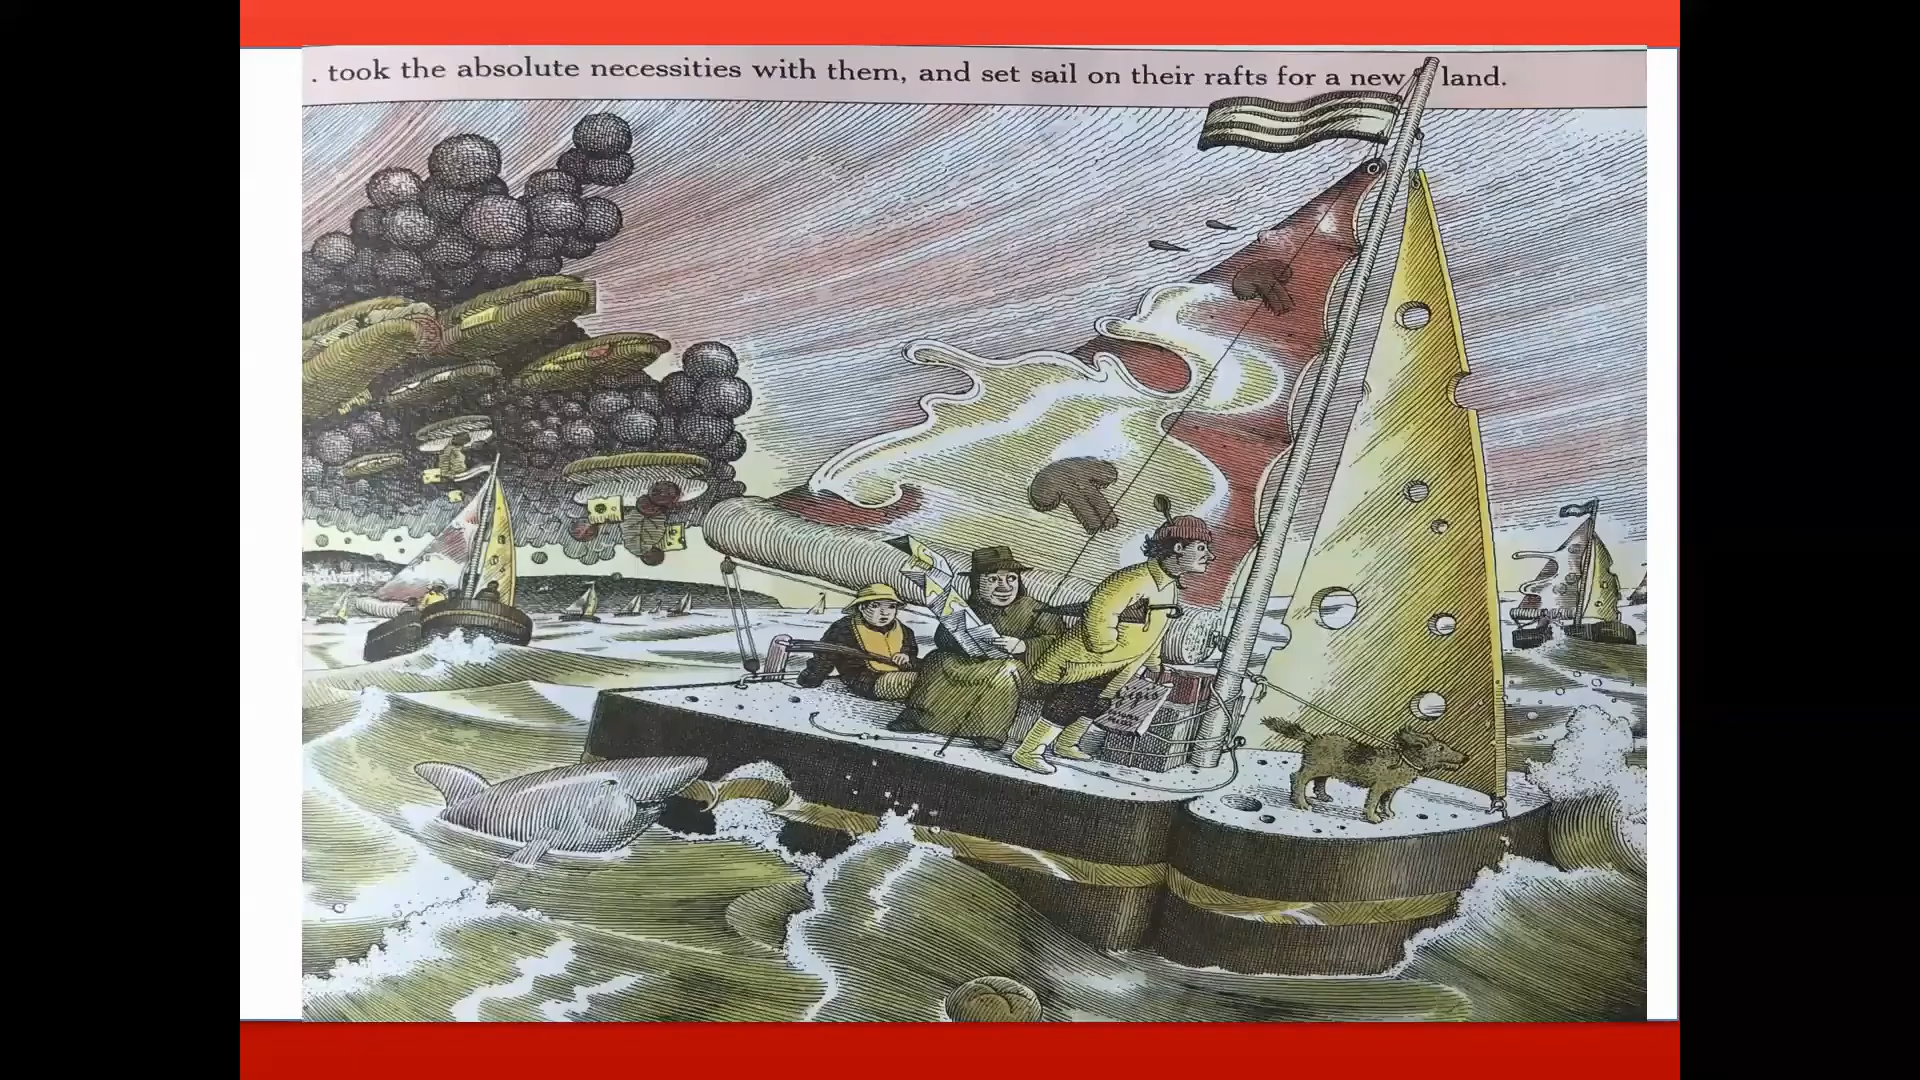 . took the absolute necessities with them, and set sail on their rafts for a new land.